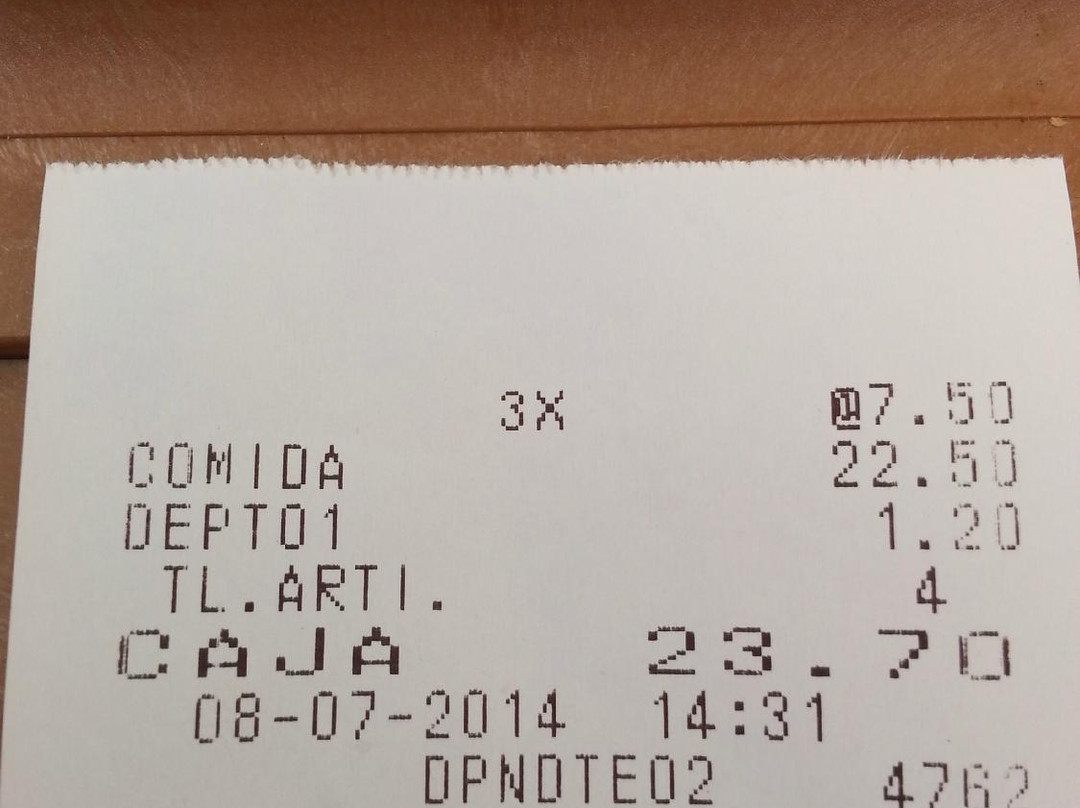 3X @7.50
COMIDA 22.50
DEPT01 1.20
TL.ARTI. 4
CAJA 23.70
08-07-2014 14:31
DPNDTE02 4762